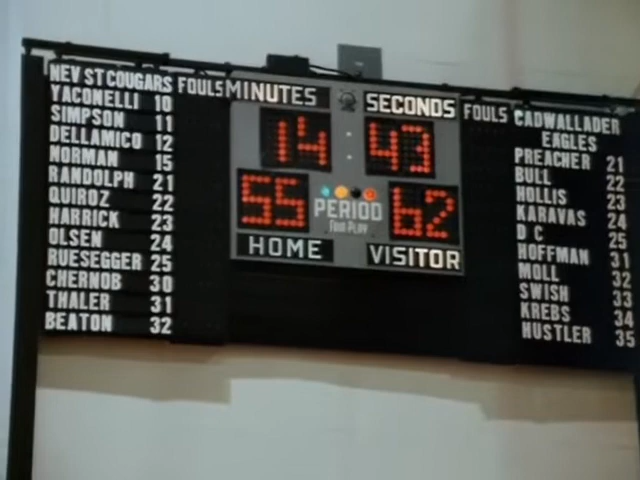 NEV ST COUGARS FOULS
YACONELLI 10
SIMPSON 11
DELLAMICO 12
NORMAN 15
RANDOLPH 21
QUIROZ 22
HARRICK 23
OLSEN 24
RUESEGGER 25
CHERNOB 30
THALER 31
BEATON 32
MINUTES SECONDS
14 : 43
55 PERIOD 62
FAIR PLAY
HOME VISITOR
FOULS CADWALLADER
EAGLES
PREACHER 21
BULL 22
HOLLIS 23
KARAVAS 24
D C 25
HOFFMAN 31
MOLL 32
SWISH 33
KREBS 34
HUSTLER 35